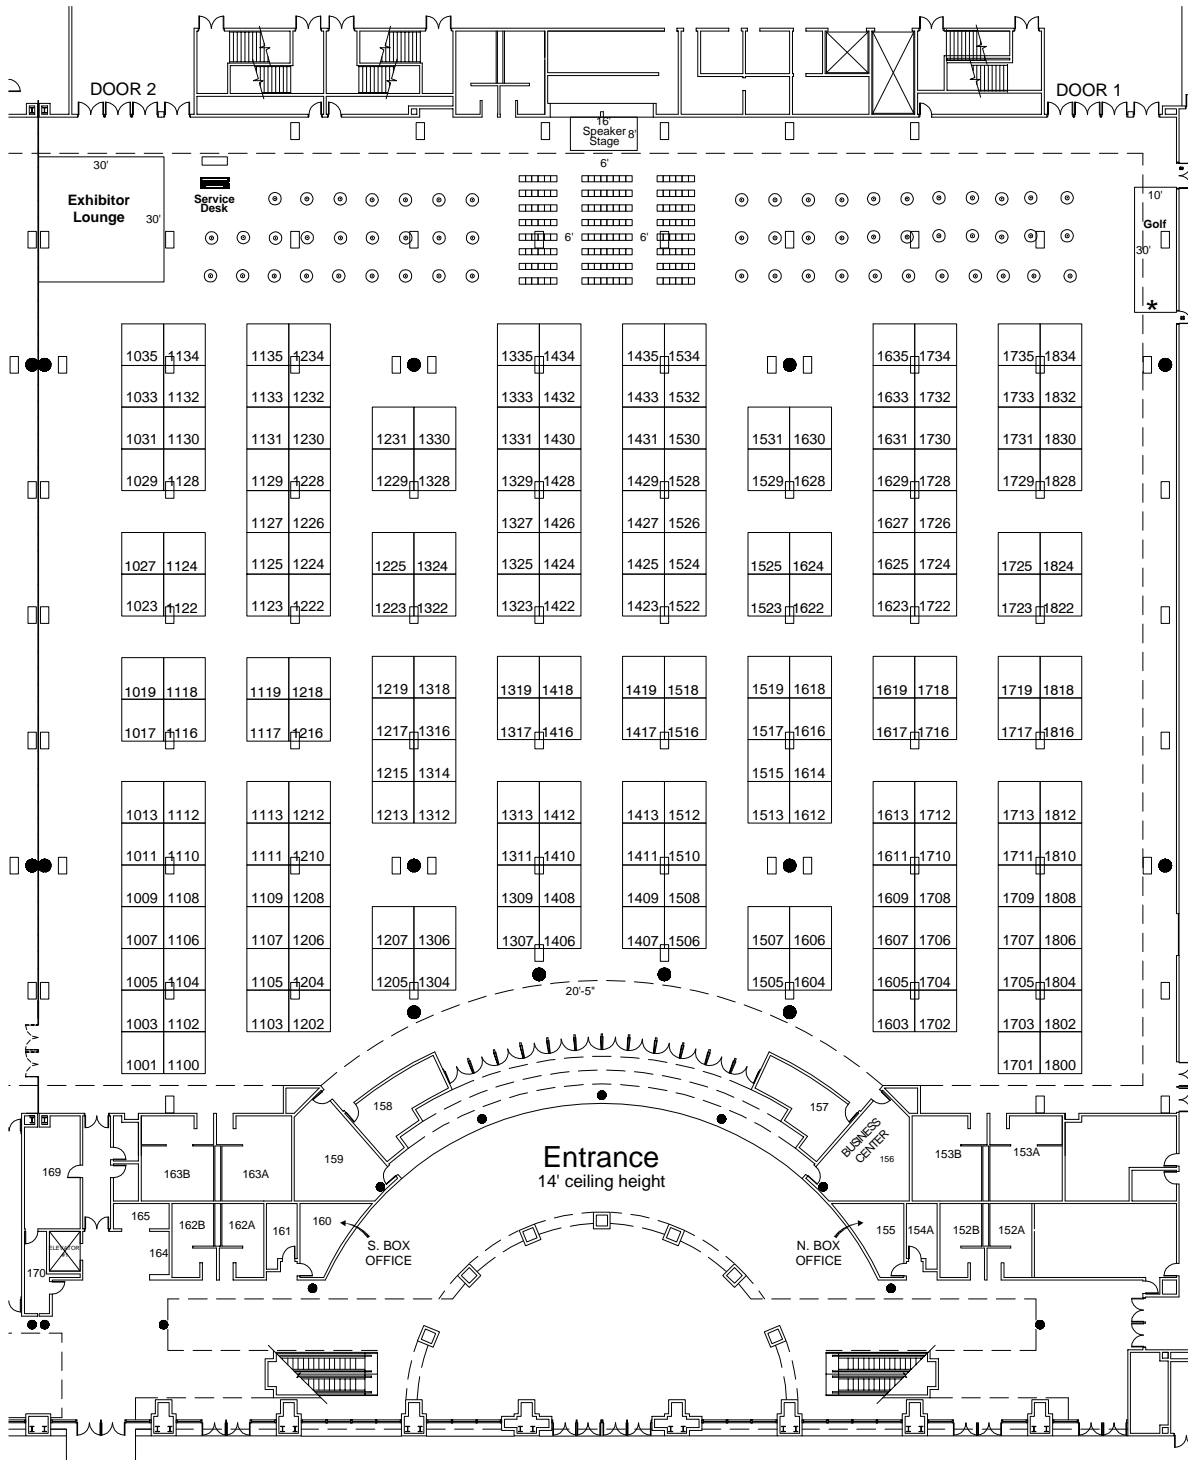 DOOR 2
DOOR 1
16'
Speaker
Stage
8'
6'
30'
Exhibitor
Lounge
30'
Service
Desk
6'
6'
10'
Golf
30'
*
1035 1134 1135 1234 1335 1434 1435 1534 1635 1734 1735 1834
1033 1132 1133 1232 1333 1432 1433 1532 1633 1732 1733 1832
1031 1130 1131 1230 1231 1330 1331 1430 1431 1530 1531 1630 1631 1730 1731 1830
1029 1128 1129 1228 1229 1328 1329 1428 1429 1528 1529 1628 1629 1728 1729 1828
1127 1226 1327 1426 1427 1526 1627 1726
1027 1124 1125 1224 1225 1324 1325 1424 1425 1524 1525 1624 1625 1724 1725 1824
1023 1122 1123 1222 1223 1322 1323 1422 1423 1522 1523 1622 1623 1722 1723 1822
1019 1118 1119 1218 1219 1318 1319 1418 1419 1518 1519 1618 1619 1718 1719 1818
1017 1116 1117 1216 1217 1316 1317 1416 1417 1516 1517 1616 1617 1716 1717 1816
1215 1314 1515 1614
1013 1112 1113 1212 1213 1312 1313 1412 1413 1512 1513 1612 1613 1712 1713 1812
1011 1110 1111 1210 1311 1410 1411 1510 1611 1710 1711 1810
1009 1108 1109 1208 1309 1408 1409 1508 1609 1708 1709 1808
1007 1106 1107 1206 1207 1306 1307 1406 1407 1506 1507 1606 1607 1706 1707 1806
1005 1104 1105 1204 1205 1304 1505 1604 1605 1704 1705 1804
20'-5"
1003 1102 1103 1202 1603 1702 1703 1802
1001 1100 1701 1800
158
157
BUSINESS
CENTER
156
159
169
163B
163A
153B
153A
Entrance
14' ceiling height
165
162B
162A
161
160
164
170
ELEVATOR
S. BOX
OFFICE
N. BOX
OFFICE
155
154A
152B
152A